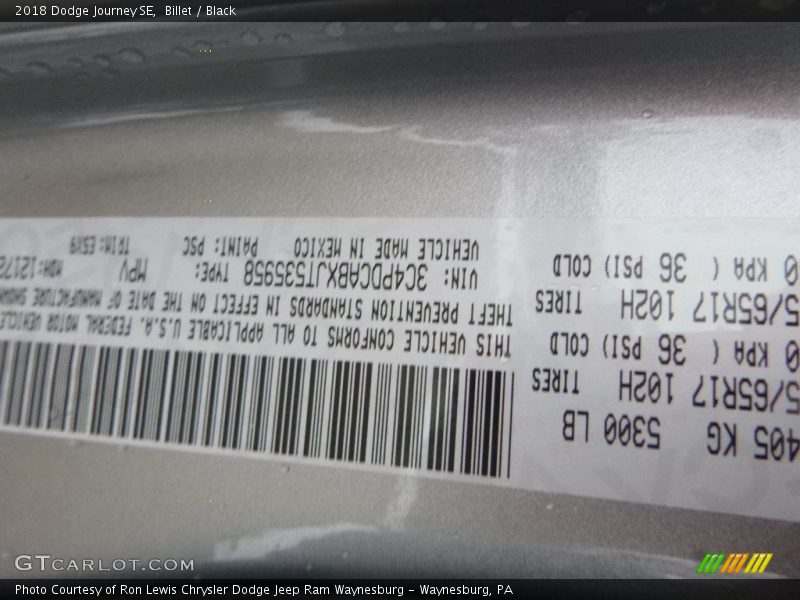 2018 Dodge Journey SE, Billet / Black
405 KG 5300 LB
5/65R17 102H TIRES
0 KPA ( 36 PSI) COLD
5/65R17 102H TIRES
0 KPA ( 36 PSI) COLD
THIS VEHICLE CONFORMS TO ALL APPLICABLE U.S.A. FEDERAL MOTOR VEHICLE
THEFT PREVENTION STANDARDS IN EFFECT ON THE DATE OF MANUFACTURE SHOWN
VIN: 3C4PDCABXJT535958 TYPE: MPV MDH:12172
VEHICLE MADE IN MEXICO PAINT: PSC TRIM: E5X9
GTCARLOT.COM
Photo Courtesy of Ron Lewis Chrysler Dodge Jeep Ram Waynesburg – Waynesburg, PA